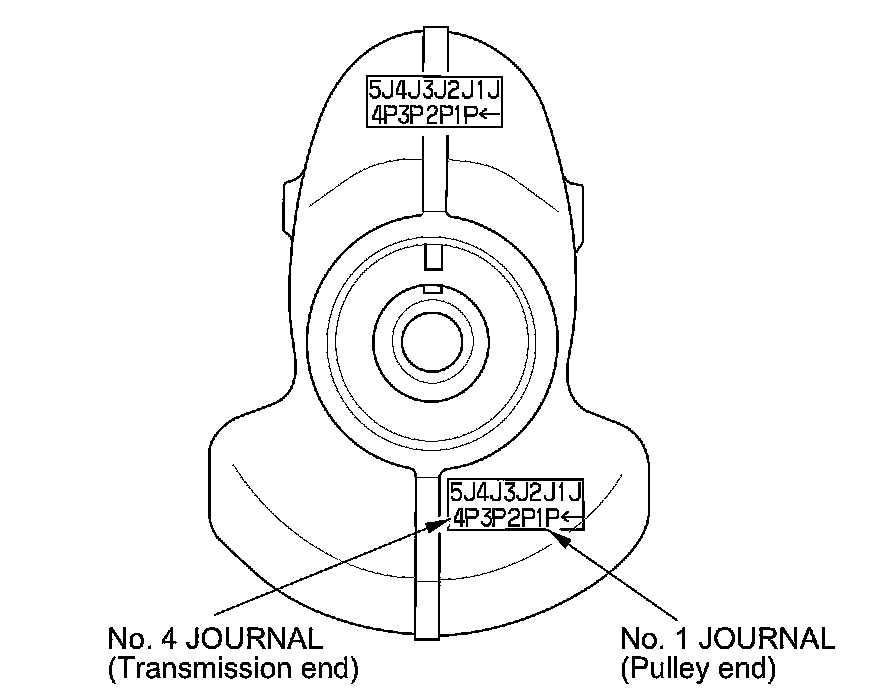 5J4J3J2J1J
4P3P2P1P←
5J4J3J2J1J
4P3P2P1P←
No. 4 JOURNAL
(Transmission end)
No. 1 JOURNAL
(Pulley end)